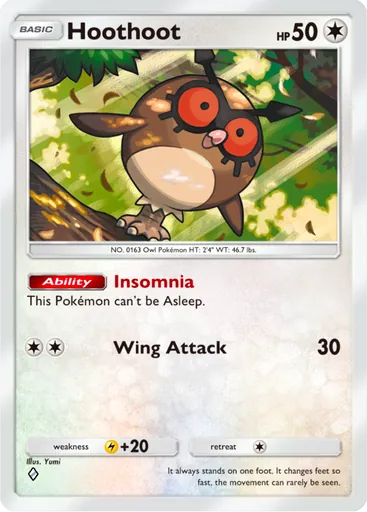 BASIC Hoothoot HP 50
NO. 0163 Owl Pokémon HT: 2'4" WT: 46.7 lbs.
Ability Insomnia
This Pokémon can't be Asleep.
Wing Attack 30
weakness +20 retreat
Illus. Yumi
It always stands on one foot. It changes feet so
fast, the movement can rarely be seen.